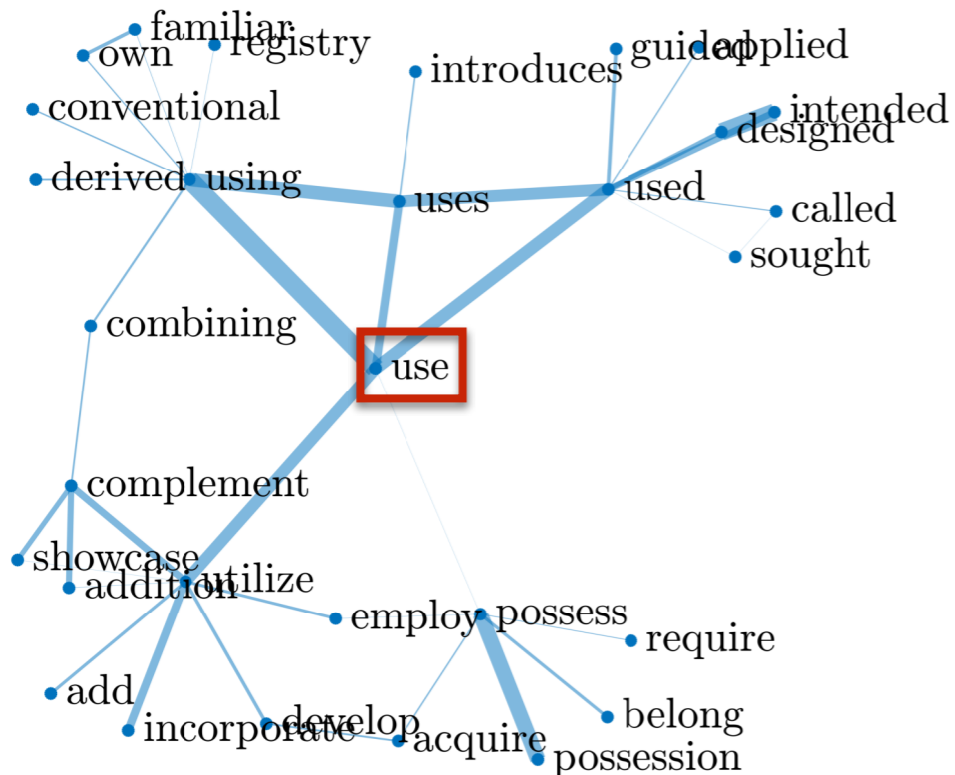 familiar
own
registry
guided
applied
introduces
conventional
intended
designed
derived
using
uses
used
called
sought
combining
use
complement
showcase
addition
utilize
employ
possess
require
add
incorporate
develop
acquire
belong
possession